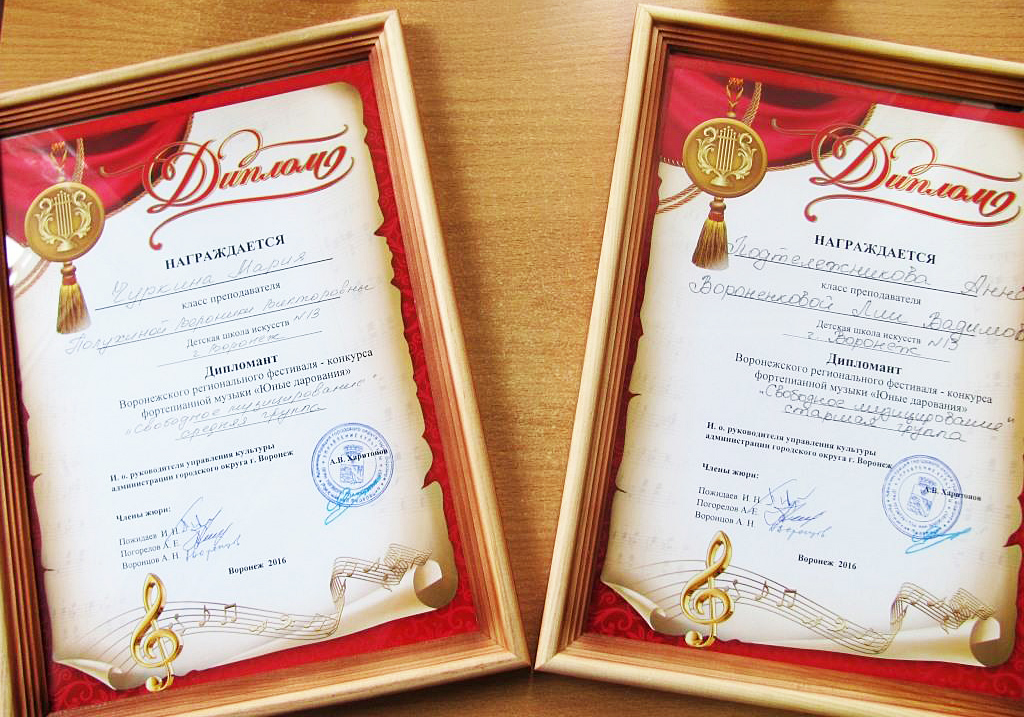 Диплом
НАГРАЖДАЕТСЯ
Чуркина Мария
класс преподавателя
Полухиной Вероники Викторовны
Детская школа искусств №13
г. Воронеж
Дипломант
Воронежского регионального фестиваля - конкурса
фортепианной музыки «Юные дарования»
"Свободное музицирование"
средняя группа
И. о. руководителя управления культуры
администрации городского округа г. Воронеж
А.В. Харитонов
Члены жюри:
Пожидаев И. Н.
Погорелов А. Е.
Воронцов А. Н.
Воронеж 2016
Диплом
НАГРАЖДАЕТСЯ
Подтележникова Анна
класс преподавателя
Вороненковой Лии Вадимов
Детская школа искусств №13
г. Воронеж
Дипломант
Воронежского регионального фестиваля - конкурса
фортепианной музыки «Юные дарования»
"Свободное музицирование"
старшая группа
И. о. руководителя управления культуры
администрации городского округа г. Воронеж
А.В. Харитонов
Члены жюри:
Пожидаев И. Н.
Погорелов А. Е.
Воронцов А. Н.
Воронеж 2016